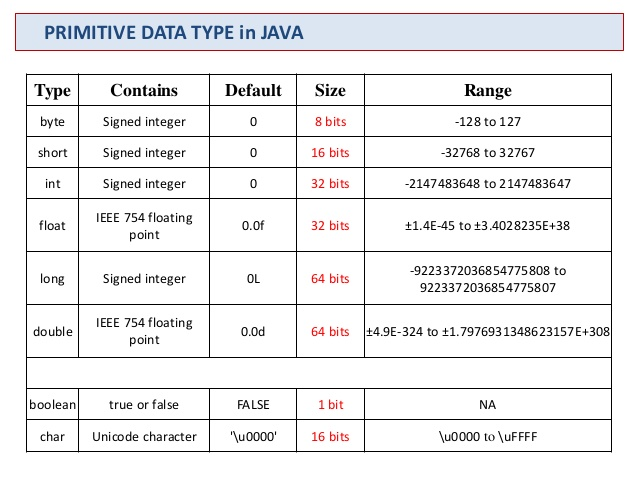 PRIMITIVE DATA TYPE in JAVA
Type Contains Default Size Range
byte Signed integer 0 8 bits -128 to 127
short Signed integer 0 16 bits -32768 to 32767
int Signed integer 0 32 bits -2147483648 to 2147483647
float IEEE 754 floating point 0.0f 32 bits ±1.4E-45 to ±3.4028235E+38
long Signed integer 0L 64 bits -9223372036854775808 to 9223372036854775807
double IEEE 754 floating point 0.0d 64 bits ±4.9E-324 to ±1.7976931348623157E+308
boolean true or false FALSE 1 bit NA
char Unicode character '\u0000' 16 bits \u0000 to \uFFFF